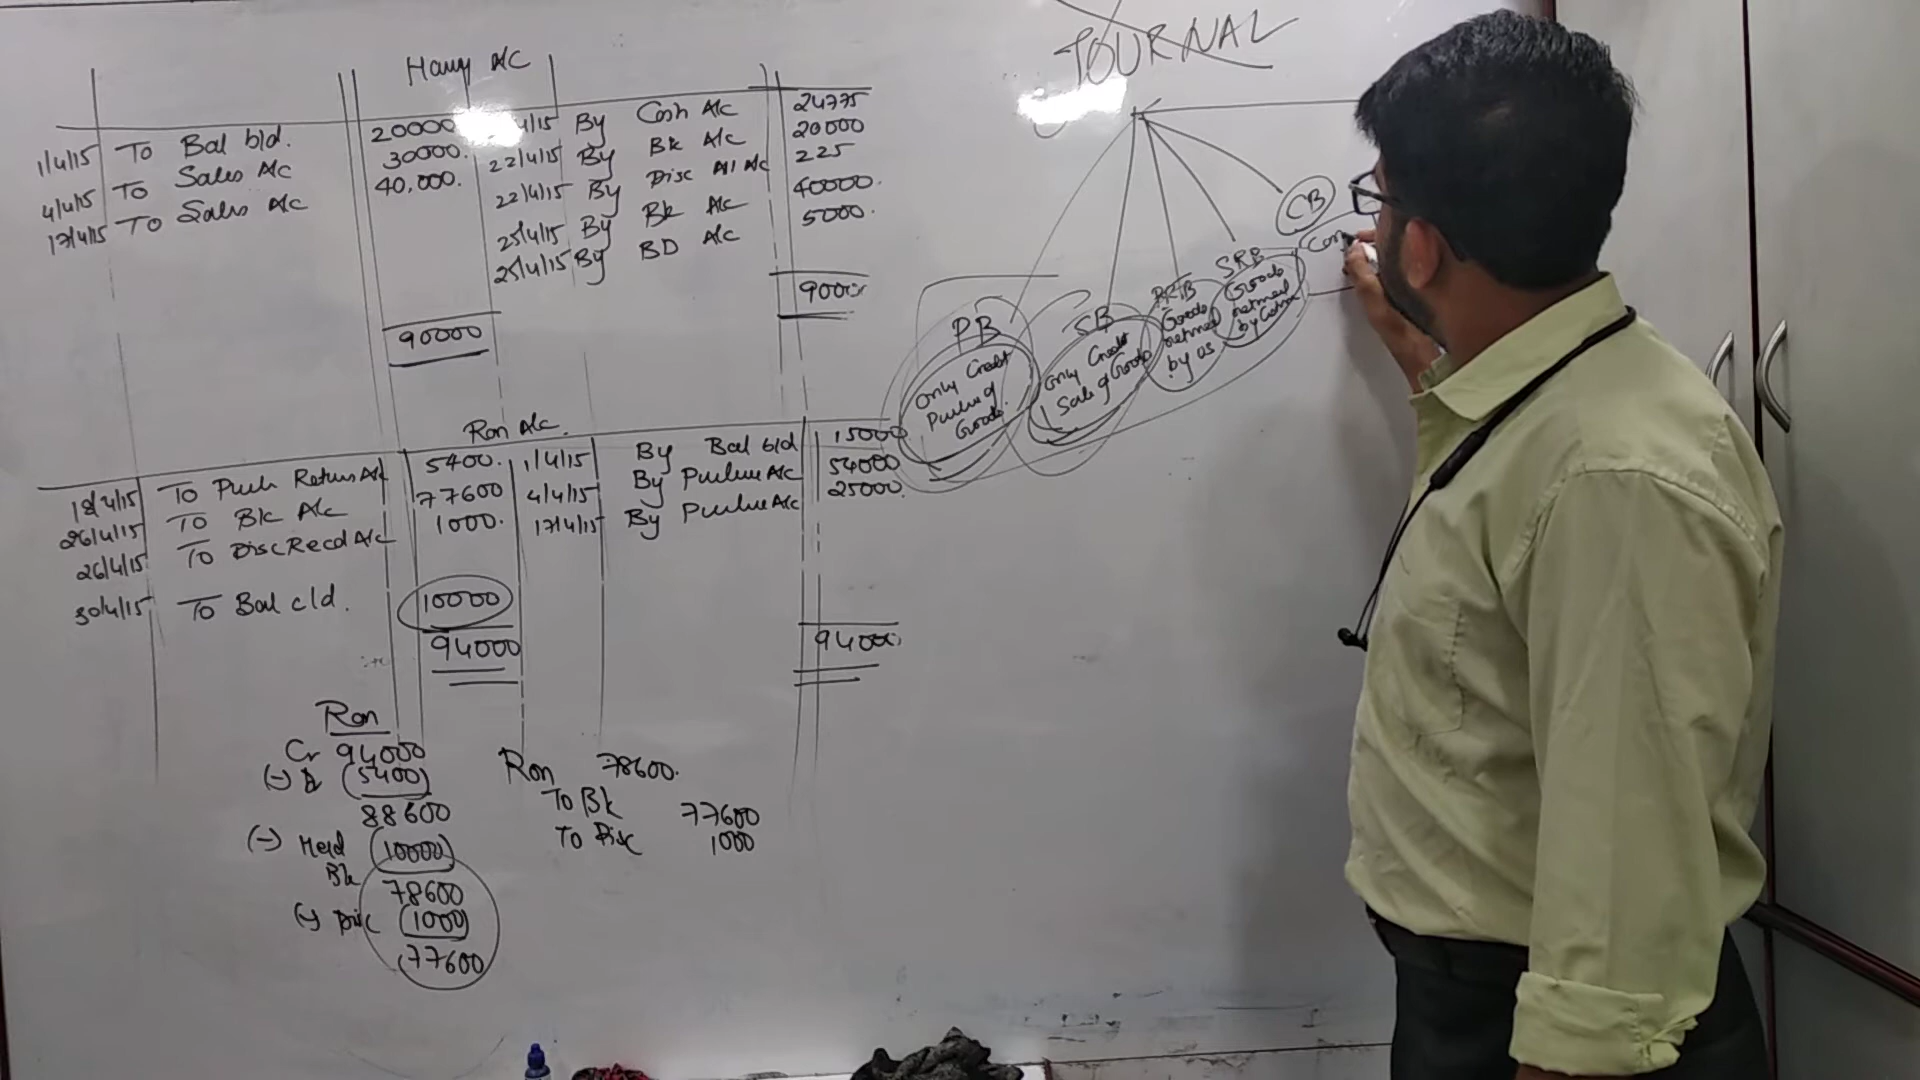 Harry A/C
1/4/15 To Bal b/d. 20000
4/4/15 To Sales A/c 30000.
17/4/15 To Sales A/c 40,000.
90000
4/15 By Cash A/c 24775
22/4/15 By Bk A/c 20000
22/4/15 By Disc All A/c 225
25/4/15 By Bk A/c 40000.
25/4/15 By BD A/c 5000.
90000
Ron A/c.
18/4/15 To Purch Return A/c 5400.
26/4/15 To Bk A/c 77600
26/4/15 To Disc Recd A/c 1000.
30/4/15 To Bal c/d. 10000
94000
1/4/15 By Bal b/d 15000
4/4/15 By Purchase A/c 54000
17/4/15 By Purchase A/c 25000.
94000
Ron
Cr 94000
(-) (5400)
88600
(-) (10000)
Bk
78600
(-) Disc (1000)
77600
Ron 78600.
To Bk 77600
To Disc 1000
JOURNAL
PB
Only Credit
Purchase of
Goods.
SB
Only Credit
Sale of Goods
Goods
returned
by us
SRB
Goods
returned
by
CB